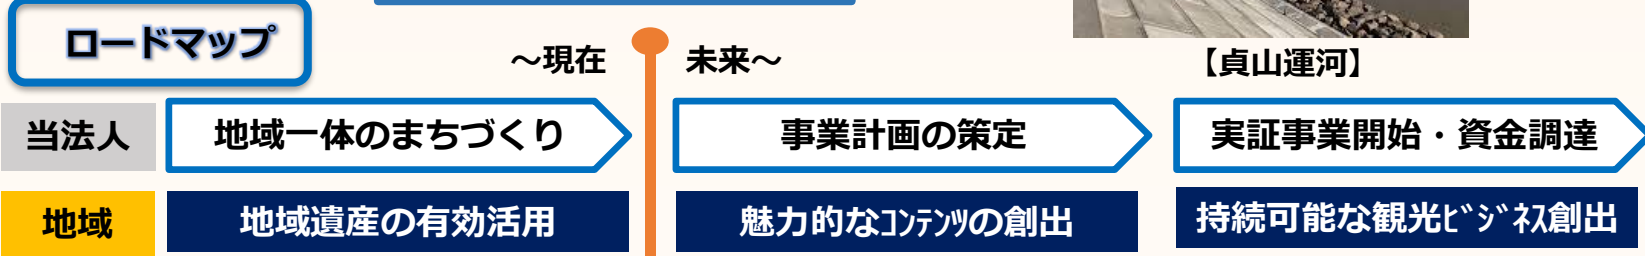 ロードマップ
～現在
未来～
【貞山運河】
当法人
地域一体のまちづくり
事業計画の策定
実証事業開始・資金調達
地域
地域遺産の有効活用
魅力的なｺﾝﾃﾝﾂの創出
持続可能な観光ﾋﾞｼﾞﾈｽ創出